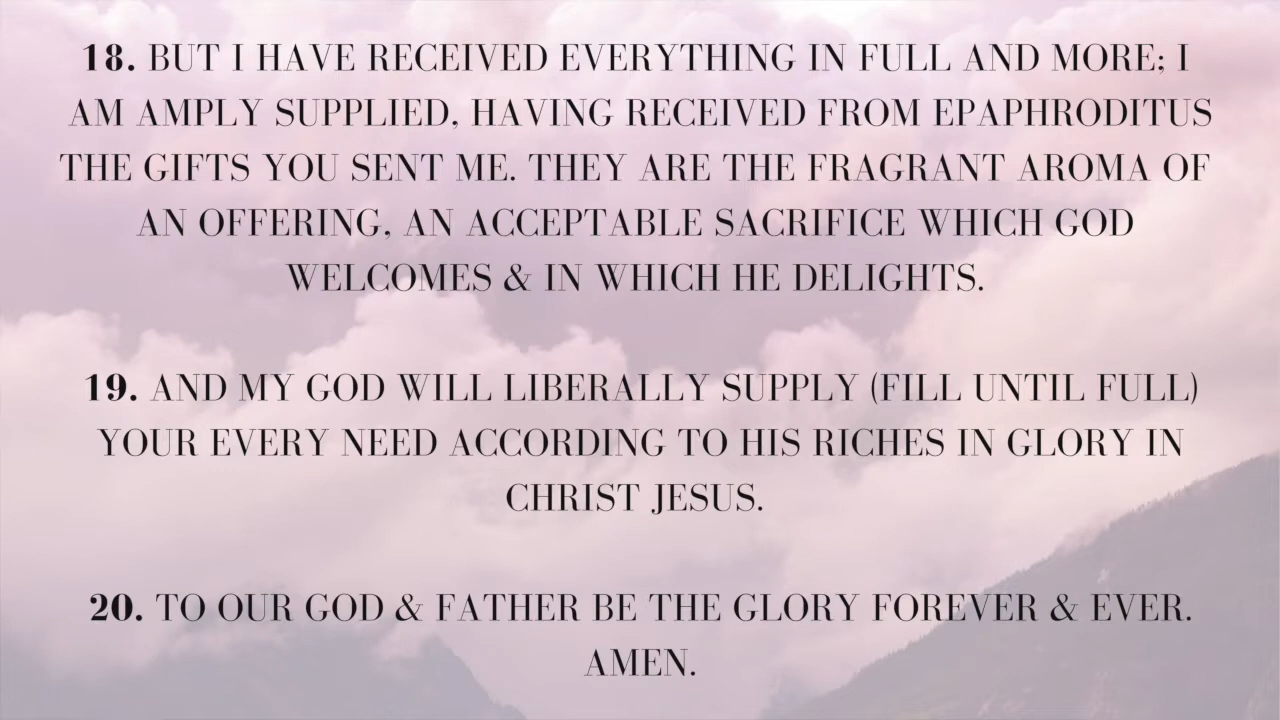 18. BUT I HAVE RECEIVED EVERYTHING IN FULL AND MORE; I
AM AMPLY SUPPLIED, HAVING RECEIVED FROM EPAPHRODITUS
THE GIFTS YOU SENT ME. THEY ARE THE FRAGRANT AROMA OF
AN OFFERING, AN ACCEPTABLE SACRIFICE WHICH GOD
WELCOMES & IN WHICH HE DELIGHTS.
19. AND MY GOD WILL LIBERALLY SUPPLY (FILL UNTIL FULL)
YOUR EVERY NEED ACCORDING TO HIS RICHES IN GLORY IN
CHRIST JESUS.
20. TO OUR GOD & FATHER BE THE GLORY FOREVER & EVER.
AMEN.